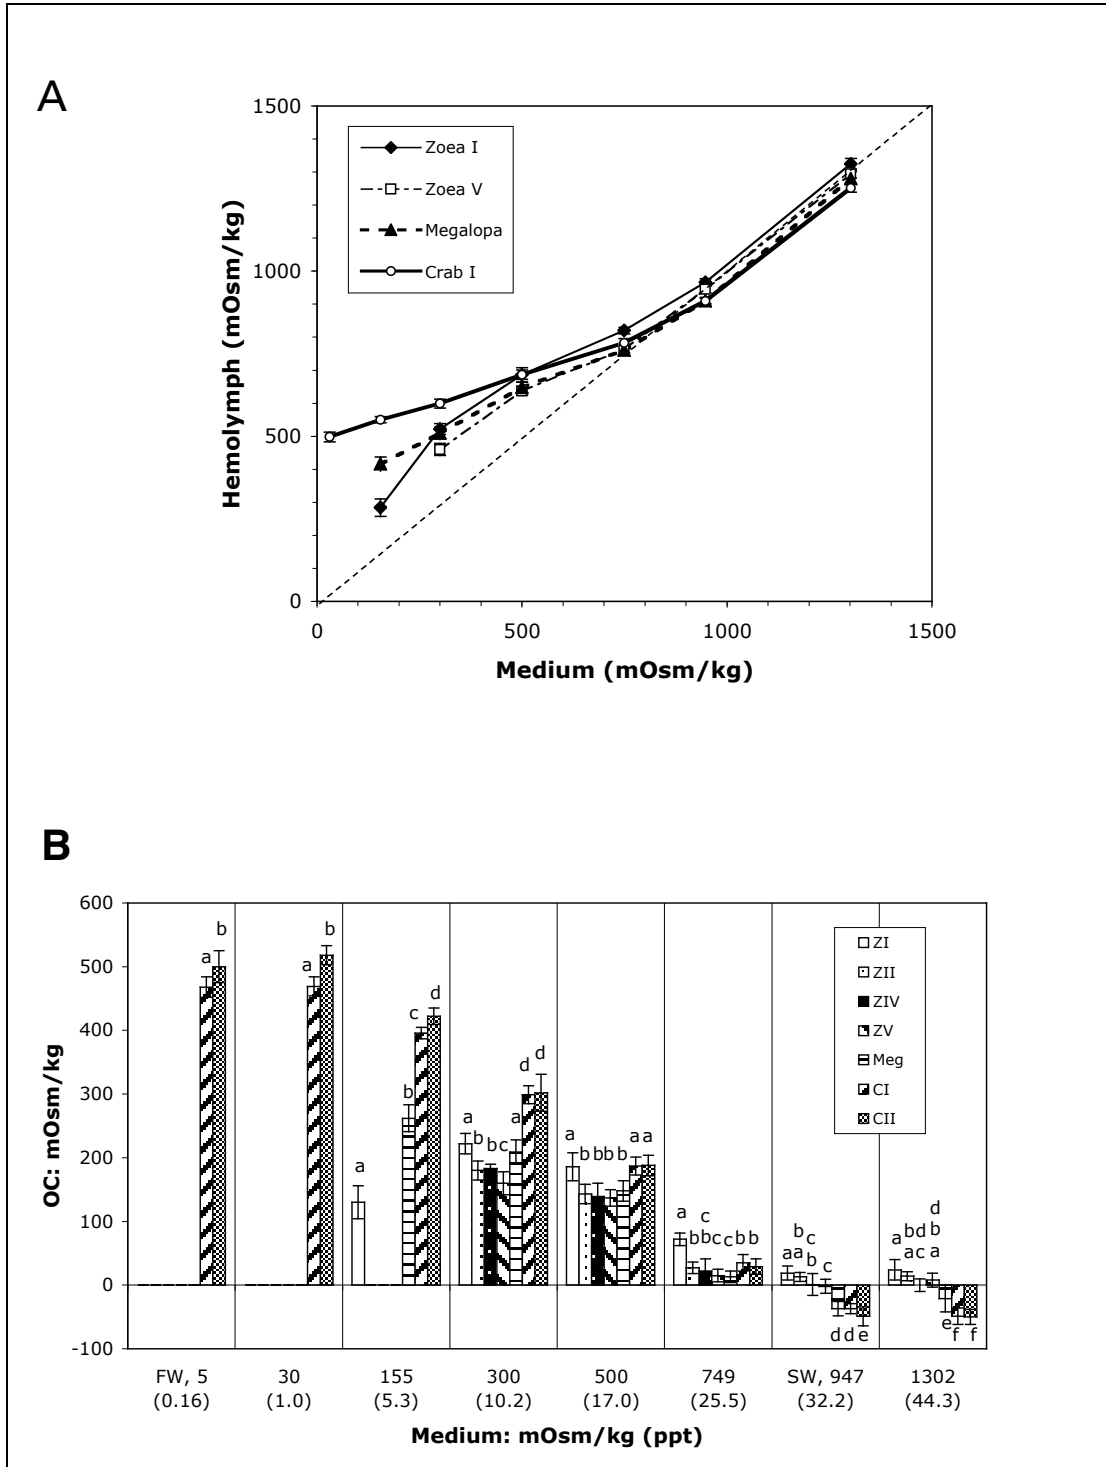 A
1500
1000
500
0
Hemolymph (mOsm/kg)
Zoea I
Zoea V
Megalopa
Crab I
0 500 1000 1500
Medium (mOsm/kg)
B
600
500
400
300
200
100
0
-100
OC: mOsm/kg
a b
a b
a b c d
a b b c a d d
a b b b b a a
a b b b c c c b b
a a b b c c d d e
a a b c d a b d e f f
ZI
ZII
ZIV
ZV
Meg
CI
CII
FW, 5 30 155 300 500 749 SW, 947 1302
(0.16) (1.0) (5.3) (10.2) (17.0) (25.5) (32.2) (44.3)
Medium: mOsm/kg (ppt)